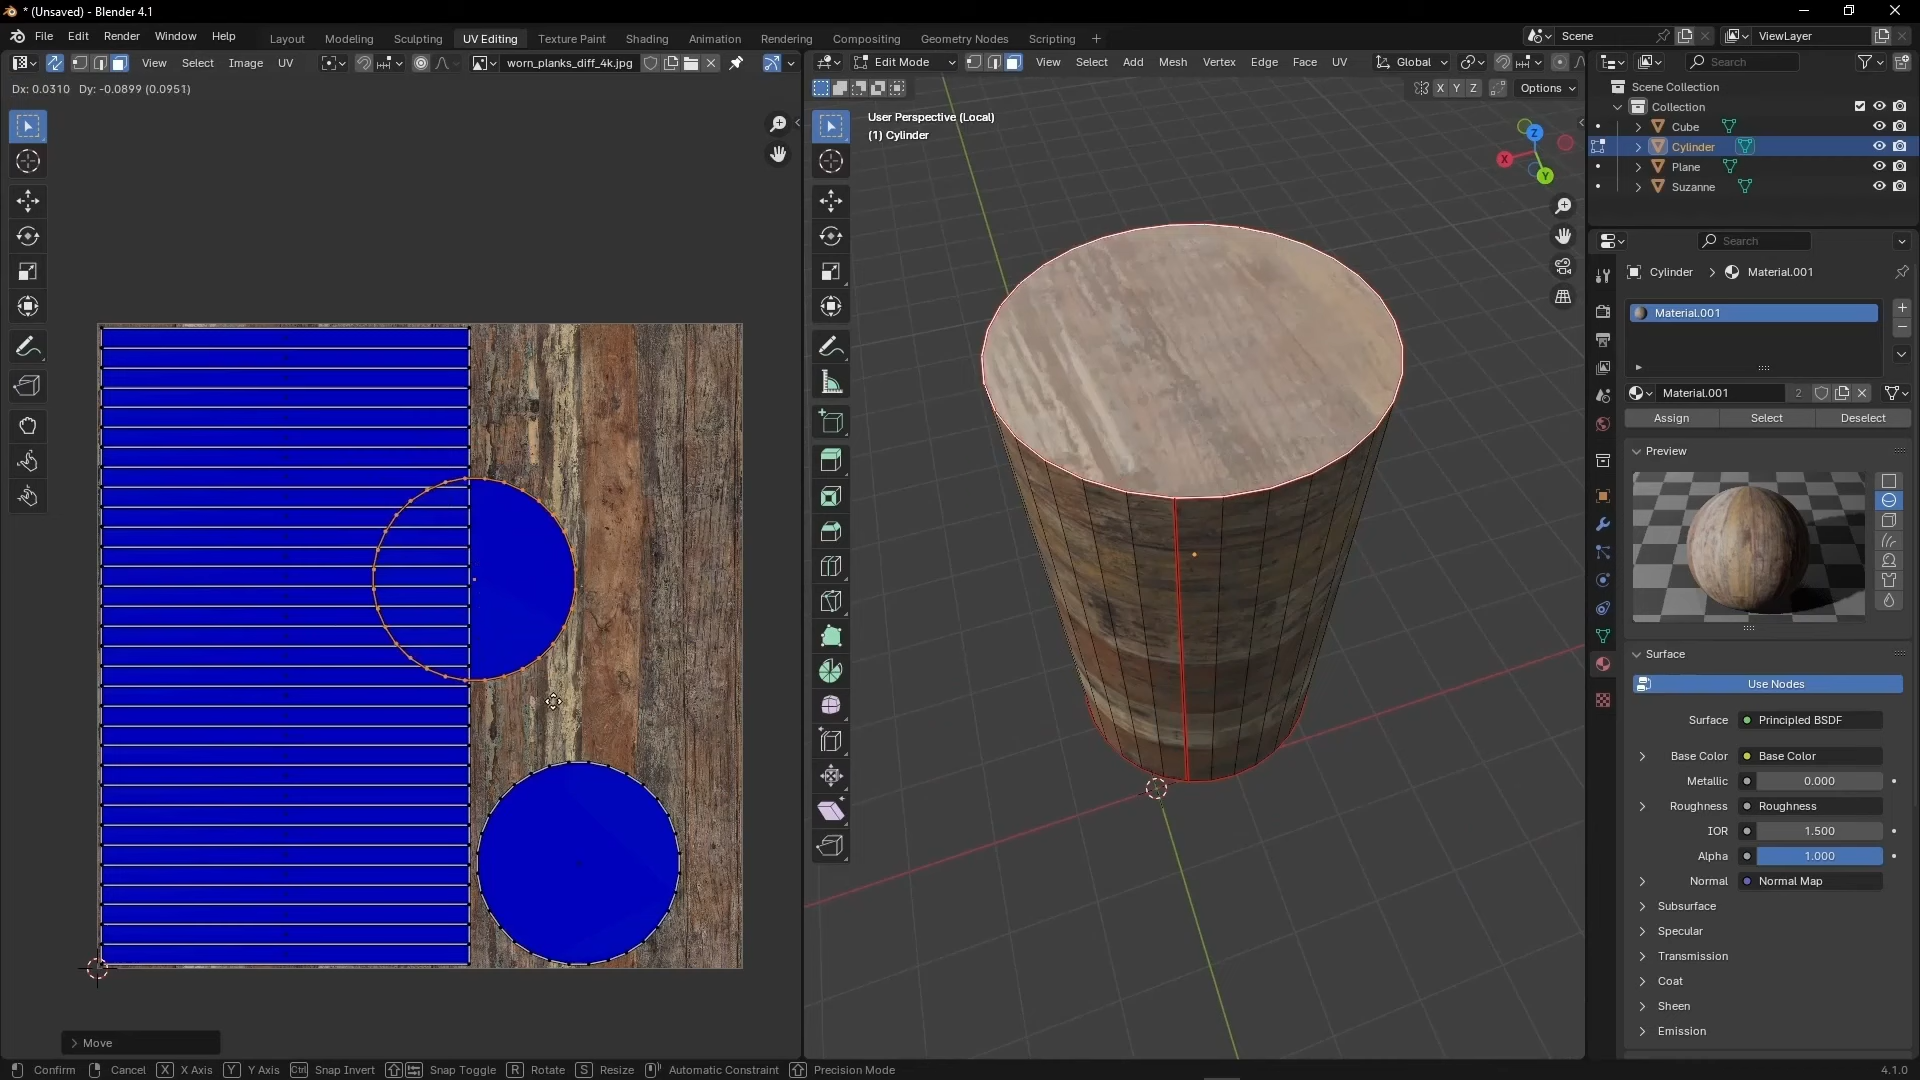 * (Unsaved) - Blender 4.1
File Edit Render Window Help Layout Modeling Sculpting UV Editing Texture Paint Shading Animation Rendering Compositing Geometry Nodes Scripting + Scene ViewLayer
View Select Image UV worn_planks_diff_4k.jpg
Edit Mode View Select Add Mesh Vertex Edge Face UV Global
Search
Dx: 0.0310 Dy: -0.0899 (0.0951)
X Y Z Options
Scene Collection
Collection
Cube
Cylinder
Plane
Suzanne
User Perspective (Local)
(1) Cylinder
Z
X
Y
Search
Cylinder > Material.001
Material.001
Material.001 2
Assign Select Deselect
Preview
Surface
Use Nodes
Surface Principled BSDF
Base Color Base Color
Metallic 0.000
Roughness Roughness
IOR 1.500
Alpha 1.000
Normal Normal Map
Subsurface
Specular
Transmission
Coat
Sheen
Emission
> Move
Confirm Cancel X X Axis Y Y Axis Ctrl Snap Invert Snap Toggle R Rotate S Resize Automatic Constraint Precision Mode 4.1.0